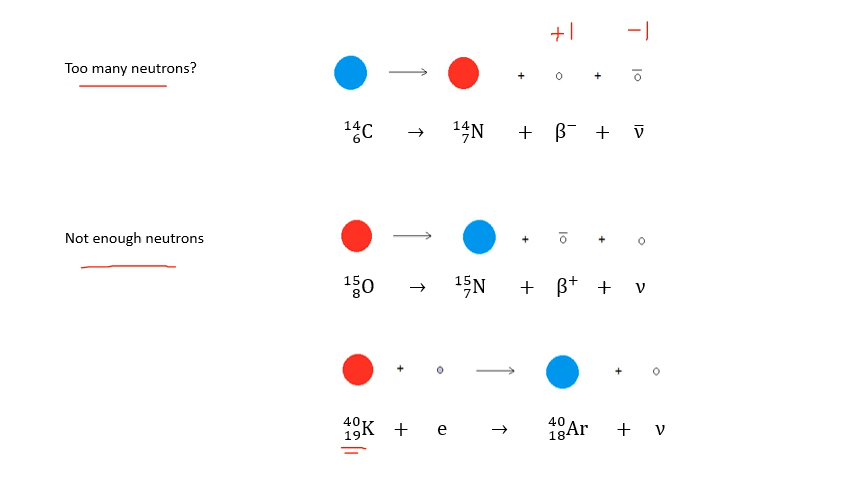 +1 -1
Too many neutrons?
→ + +
¹⁴₆C → ¹⁴₇N + β⁻ + ν̅
Not enough neutrons
→ + +
¹⁵₈O → ¹⁵₇N + β⁺ + ν
+ → +
⁴⁰₁₉K + e → ⁴⁰₁₈Ar + ν